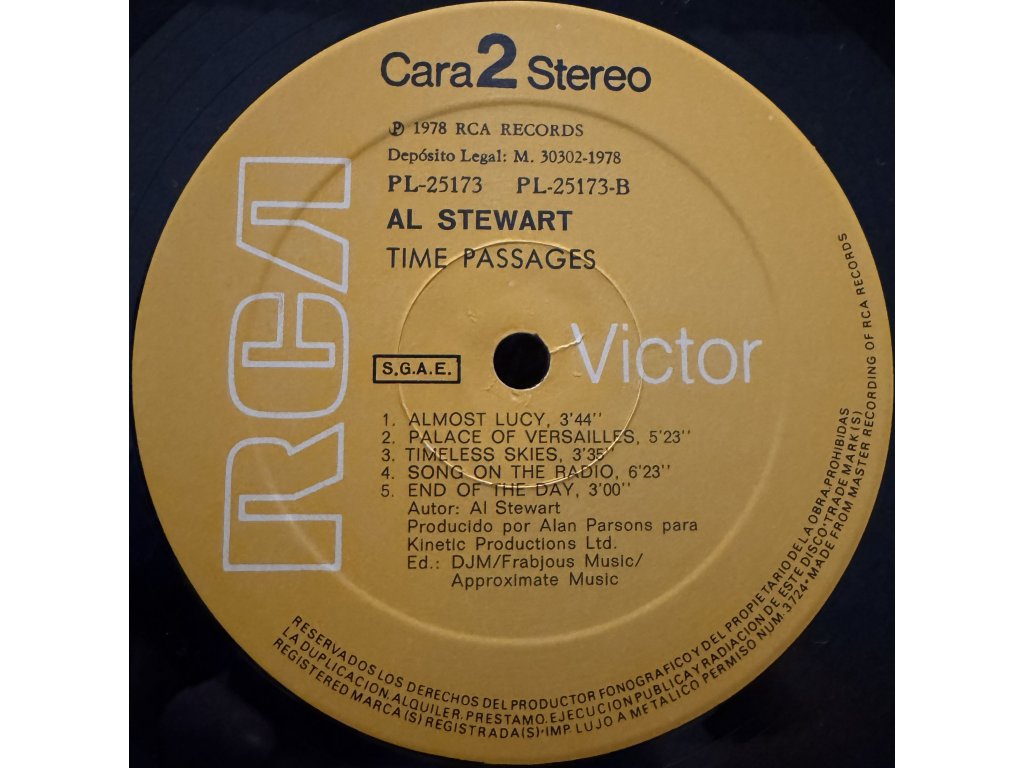 Cara 2 Stereo
Ⓟ 1978 RCA RECORDS
Depósito Legal: M. 30302-1978
PL-25173 PL-25173-B
AL STEWART
TIME PASSAGES
RCA
Victor
S.G.A.E.
1. ALMOST LUCY, 3'44''
2. PALACE OF VERSAILLES, 5'23''
3. TIMELESS SKIES, 3'35''
4. SONG ON THE RADIO, 6'23''
5. END OF THE DAY, 3'00''
Autor: Al Stewart
Producido por Alan Parsons para
Kinetic Productions Ltd.
Ed.: DJM/Frabjous Music/
Approximate Music
RESERVADOS LOS DERECHOS DEL PRODUCTOR FONOGRAFICO Y DEL PROPIETARIO DE LA OBRA. PROHIBIDAS
LA DUPLICACION, ALQUILER, PRESTAMO, EJECUCION PUBLICA Y RADIACION DE ESTE DISCO • TRADE MARK(S)
REGISTERED MARCA(S) REGISTRADA(S) • IMP. LUJO A METALICO PERMISO NUM 3.724 • MADE FROM MASTER RECORDING OF RCA RECORDS